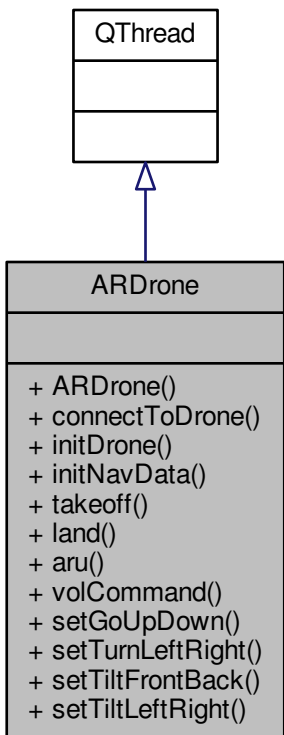 QThread
ARDrone
+ ARDrone()
+ connectToDrone()
+ initDrone()
+ initNavData()
+ takeoff()
+ land()
+ aru()
+ volCommand()
+ setGoUpDown()
+ setTurnLeftRight()
+ setTiltFrontBack()
+ setTiltLeftRight()